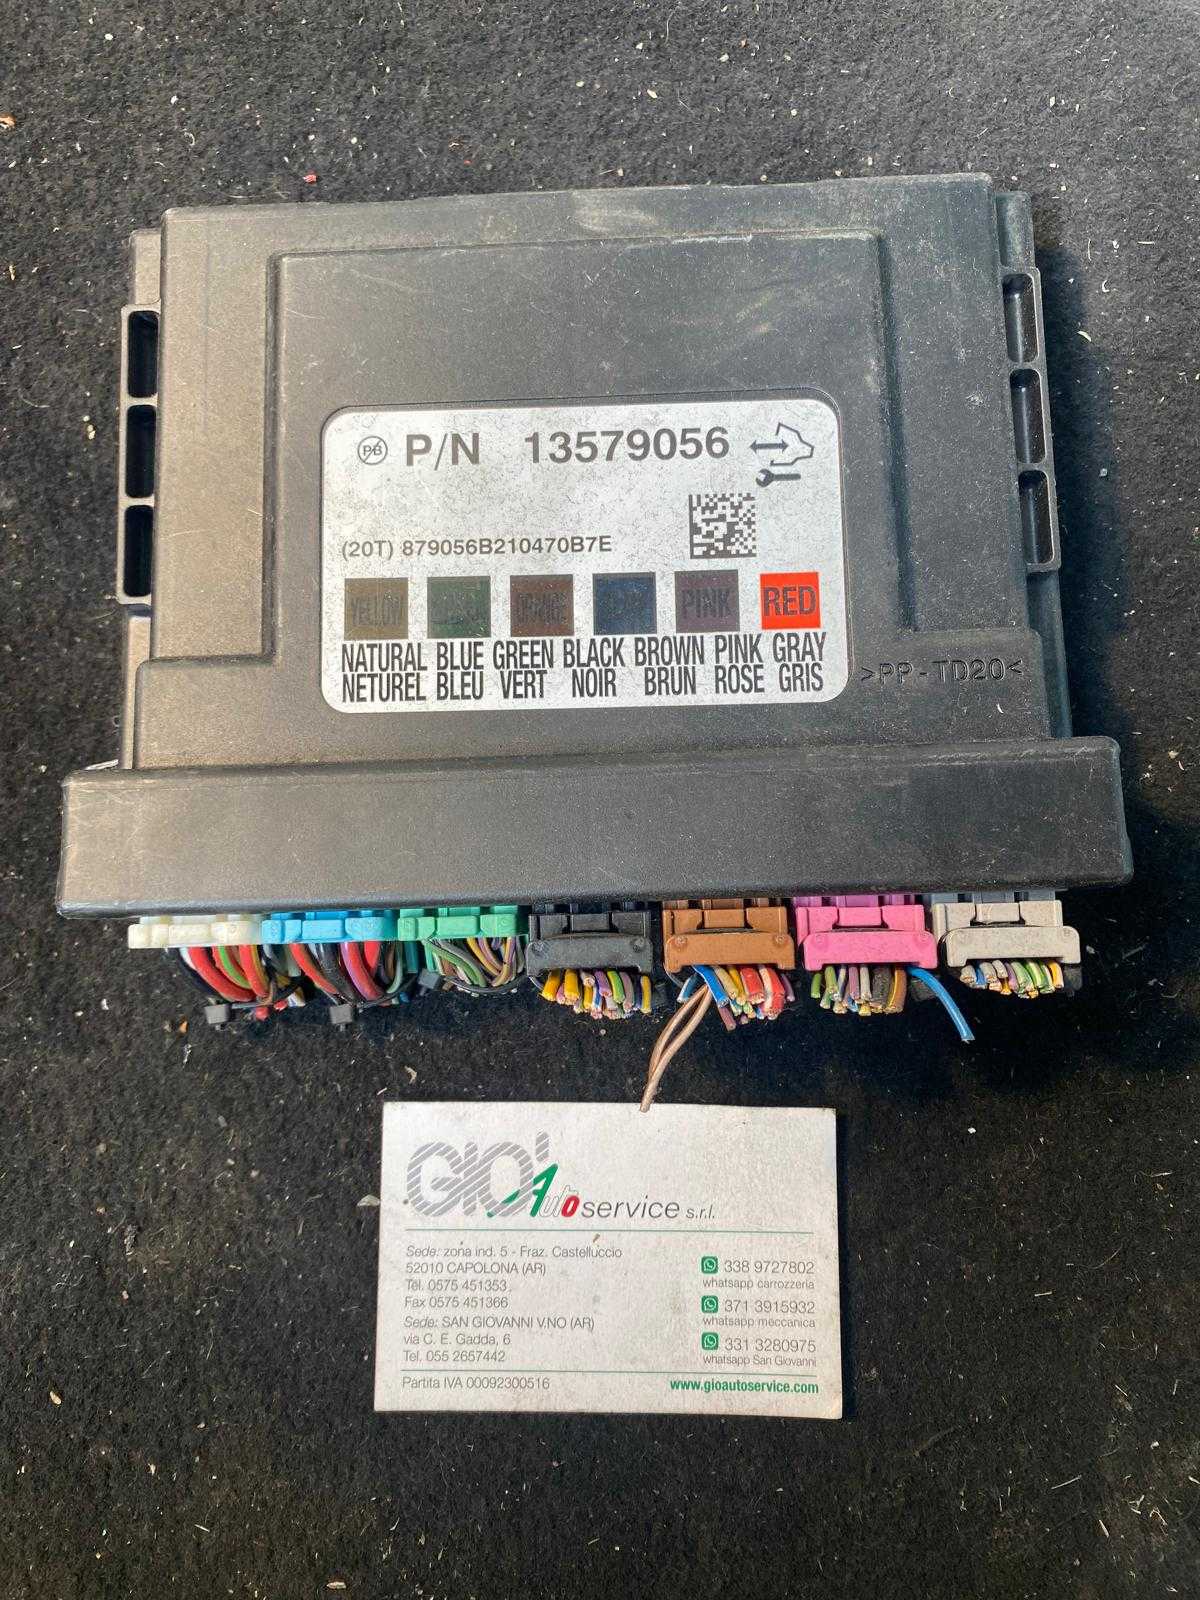 PB P/N 13579056
(20T) 879056B210470B7E
YELLOW ORANGE PINK RED
NATURAL BLUE GREEN BLACK BROWN PINK GRAY
NETUREL BLEU VERT NOIR BRUN ROSE GRIS
>PP-TD20<
GIO' Auto service s.r.l.
Sede: zona ind. 5 - Fraz. Castelluccio
52010 CAPOLONA (AR)
Tel. 0575 451353
Fax 0575 451366
Sede: SAN GIOVANNI V.NO (AR)
via C. E. Gadda, 6
Tel. 055 2657442
338 9727802
whatsapp carrozzeria
371 3915932
whatsapp meccanica
331 3280975
whatsapp San Giovanni
Partita IVA 00092300516
www.gioautoservice.com